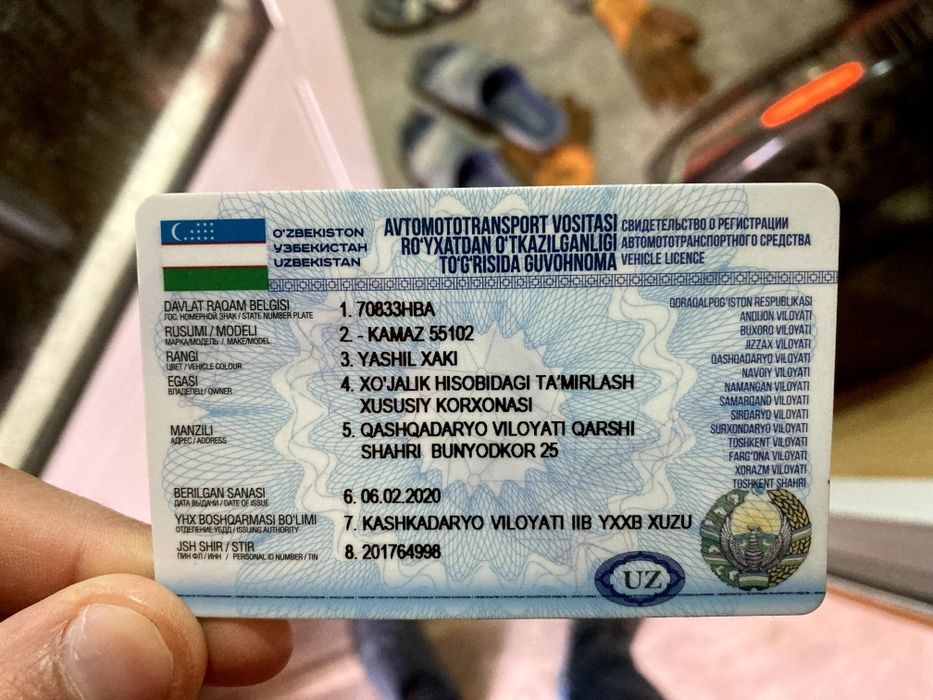 O'ZBEKISTON
ЎЗБЕКИСТАН
UZBEKISTAN
AVTOMOTOTRANSPORT VOSITASI
RO'YXATDAN O'TKAZILGANLIGI
TO'G'RISIDA GUVOHNOMA
СВИДЕТЕЛЬСТВО О РЕГИСТРАЦИИ
АВТОМОТОТРАНСПОРТНОГО СРЕДСТВА
VEHICLE LICENCE
DAVLAT RAQAM BELGISI
ГОС. НОМЕРНОЙ ЗНАК / STATE NUMBER PLATE
1. 70833HBA
RUSUMI / MODELI
МАРКА/МОДЕЛЬ / MAKE/MODEL
2. - KAMAZ 55102
RANGI
ЦВЕТ / VEHICLE COLOUR
3. YASHIL XAKI
EGASI
ВЛАДЕЛЕЦ / OWNER
4. XO'JALIK HISOBIDAGI TA'MIRLASH
XUSUSIY KORXONASI
MANZILI
АДРЕС / ADDRESS
5. QASHQADARYO VILOYATI QARSHI
SHAHRI BUNYODKOR 25
BERILGAN SANASI
ДАТА ВЫДАЧИ / DATE OF ISSUE
6. 06.02.2020
YHX BOSHQARMASI BO'LIMI
ОТДЕЛЕНИЕ УБДД / ISSUING AUTHORITY
7. KASHKADARYO VILOYATI IIB YXXB XUZU
JSH SHIR / STIR
ПИН ФЛ / ИНН / PERSONAL ID NUMBER / TIN
8. 201764998
QORAQALPOG'ISTON RESPUBLIKASI
ANDIJON VILOYATI
BUXORO VILOYATI
JIZZAX VILOYATI
QASHQADARYO VILOYATI
NAVOIY VILOYATI
NAMANGAN VILOYATI
SAMARQAND VILOYATI
SIRDARYO VILOYATI
SURXONDARYO VILOYATI
TOSHKENT VILOYATI
FARG'ONA VILOYATI
XORAZM VILOYATI
TOSHKENT SHAHRI
UZ